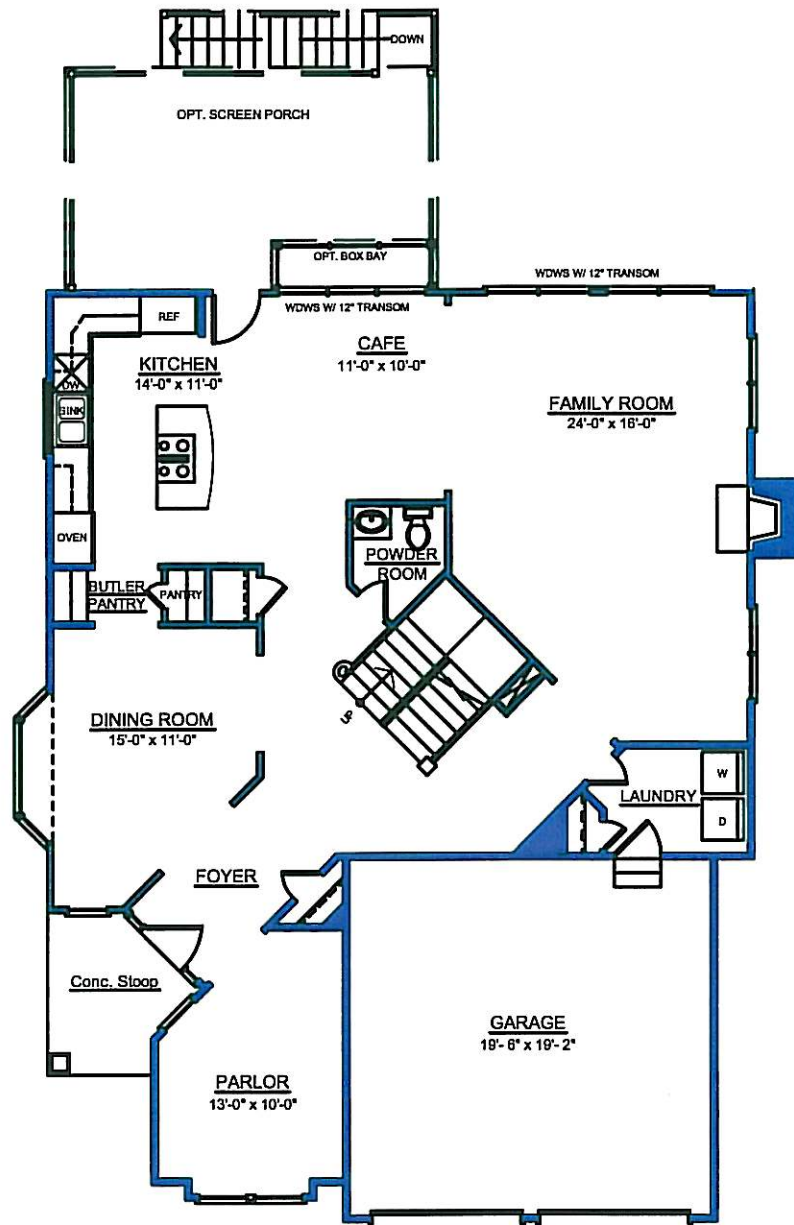 DOWN
OPT. SCREEN PORCH
OPT. BOX BAY
WDWS W/ 12" TRANSOM
WDWS W/ 12" TRANSOM
REF
KITCHEN
14'-0" x 11'-0"
CAFE
11'-0" x 10'-0"
DW
SINK
FAMILY ROOM
24'-0" x 16'-0"
OVEN
POWDER
ROOM
BUTLER
PANTRY
PANTRY
UP
DINING ROOM
15'-0" x 11'-0"
W
LAUNDRY
D
FOYER
Conc. Stoop
GARAGE
19'- 6" x 19'- 2"
PARLOR
13'-0" x 10'-0"